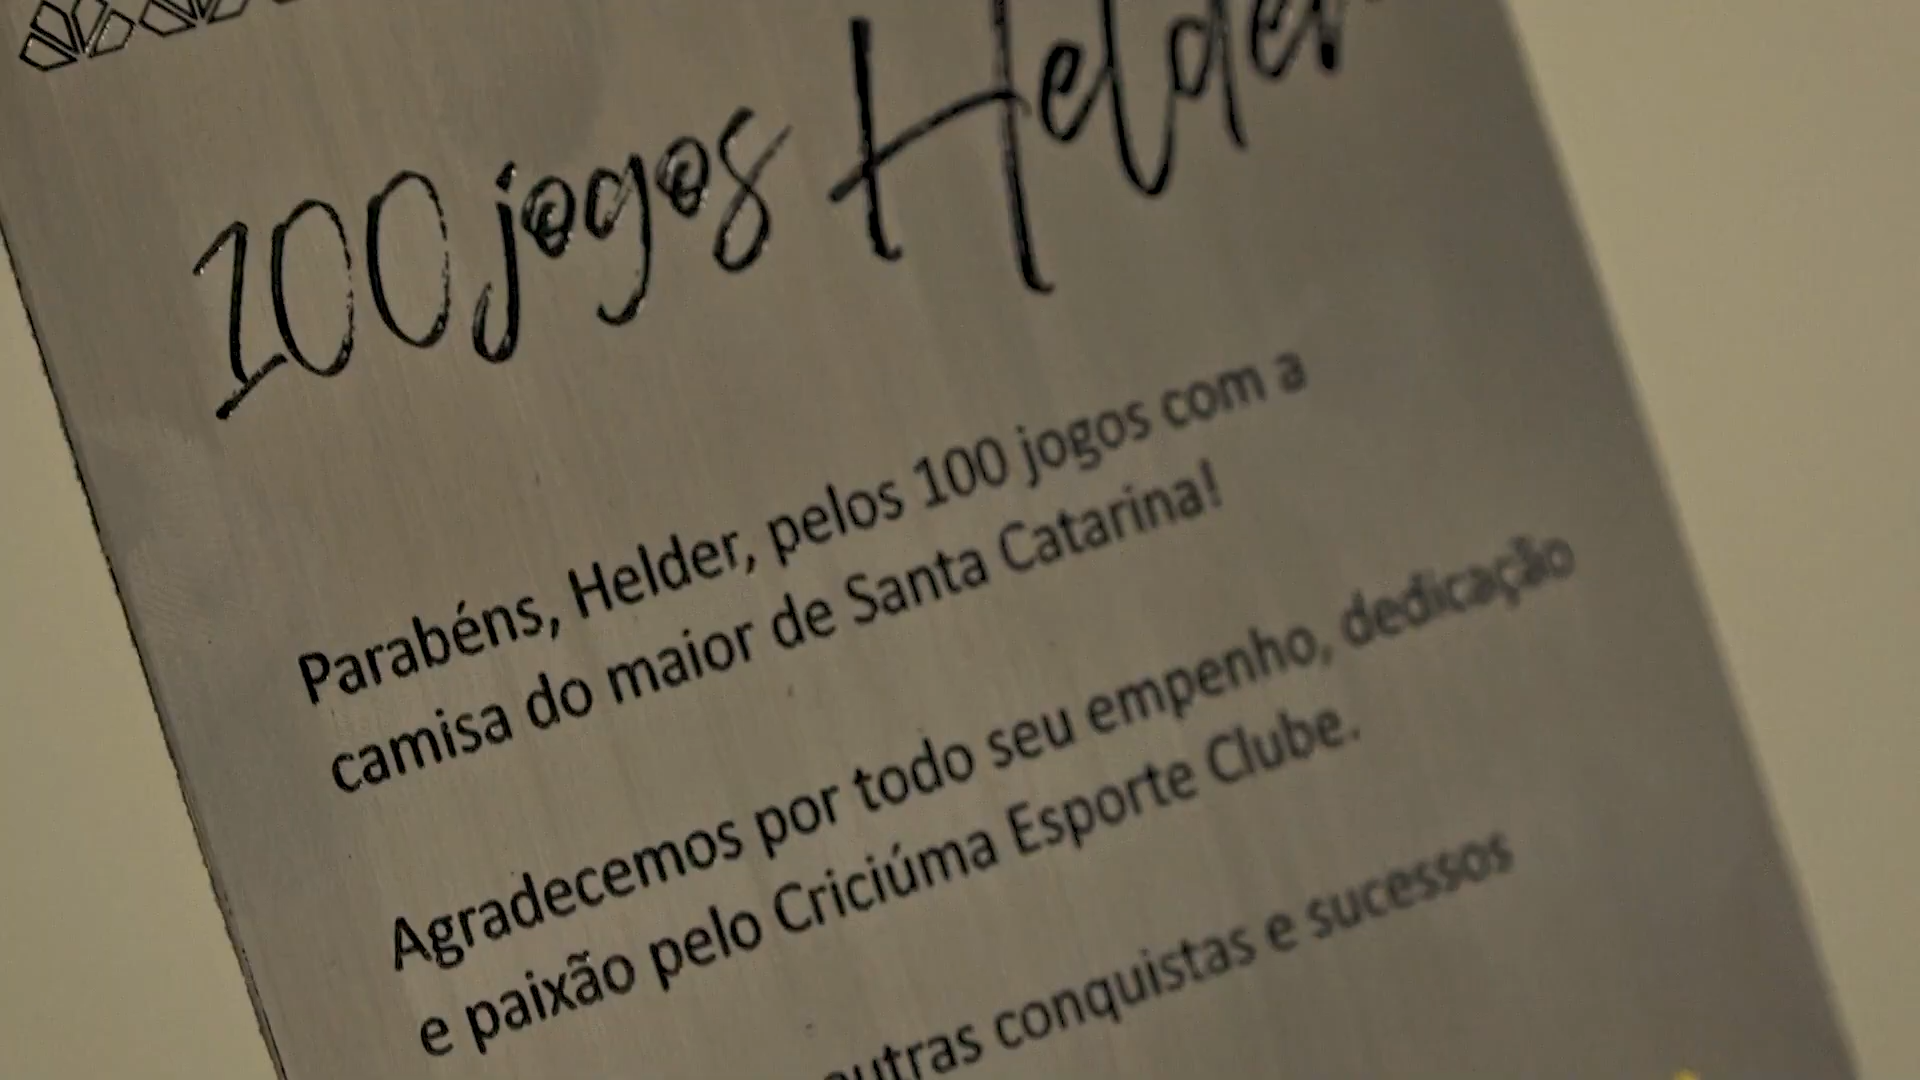 100 jogos Helder
Parabéns, Helder, pelos 100 jogos com a
camisa do maior de Santa Catarina!
Agradecemos por todo seu empenho, dedicação
e paixão pelo Criciúma Esporte Clube.
outras conquistas e sucessos